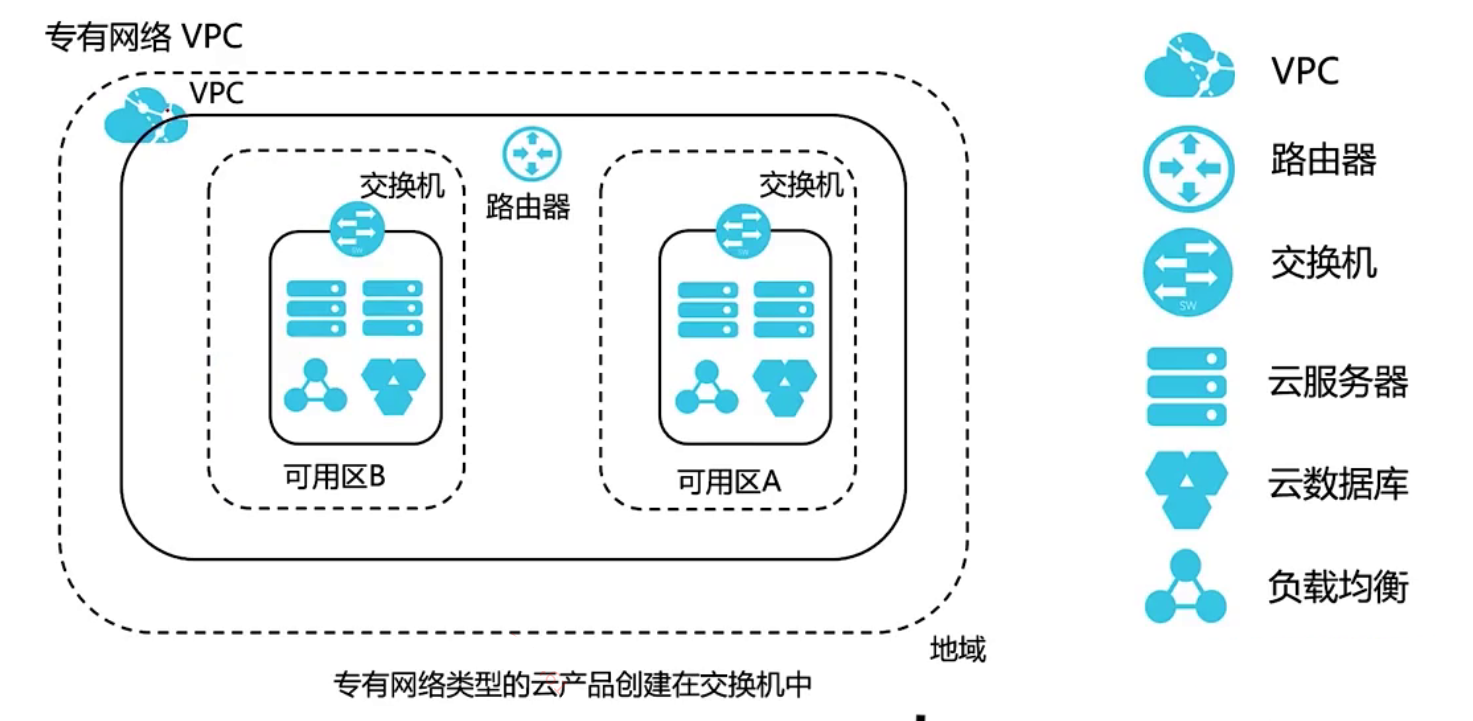 专有网络 VPC
VPC
交换机
路由器
交换机
SW
SW
可用区B
可用区A
地域
专有网络类型的云产品创建在交换机中
VPC
路由器
交换机
SW
云服务器
云数据库
负载均衡